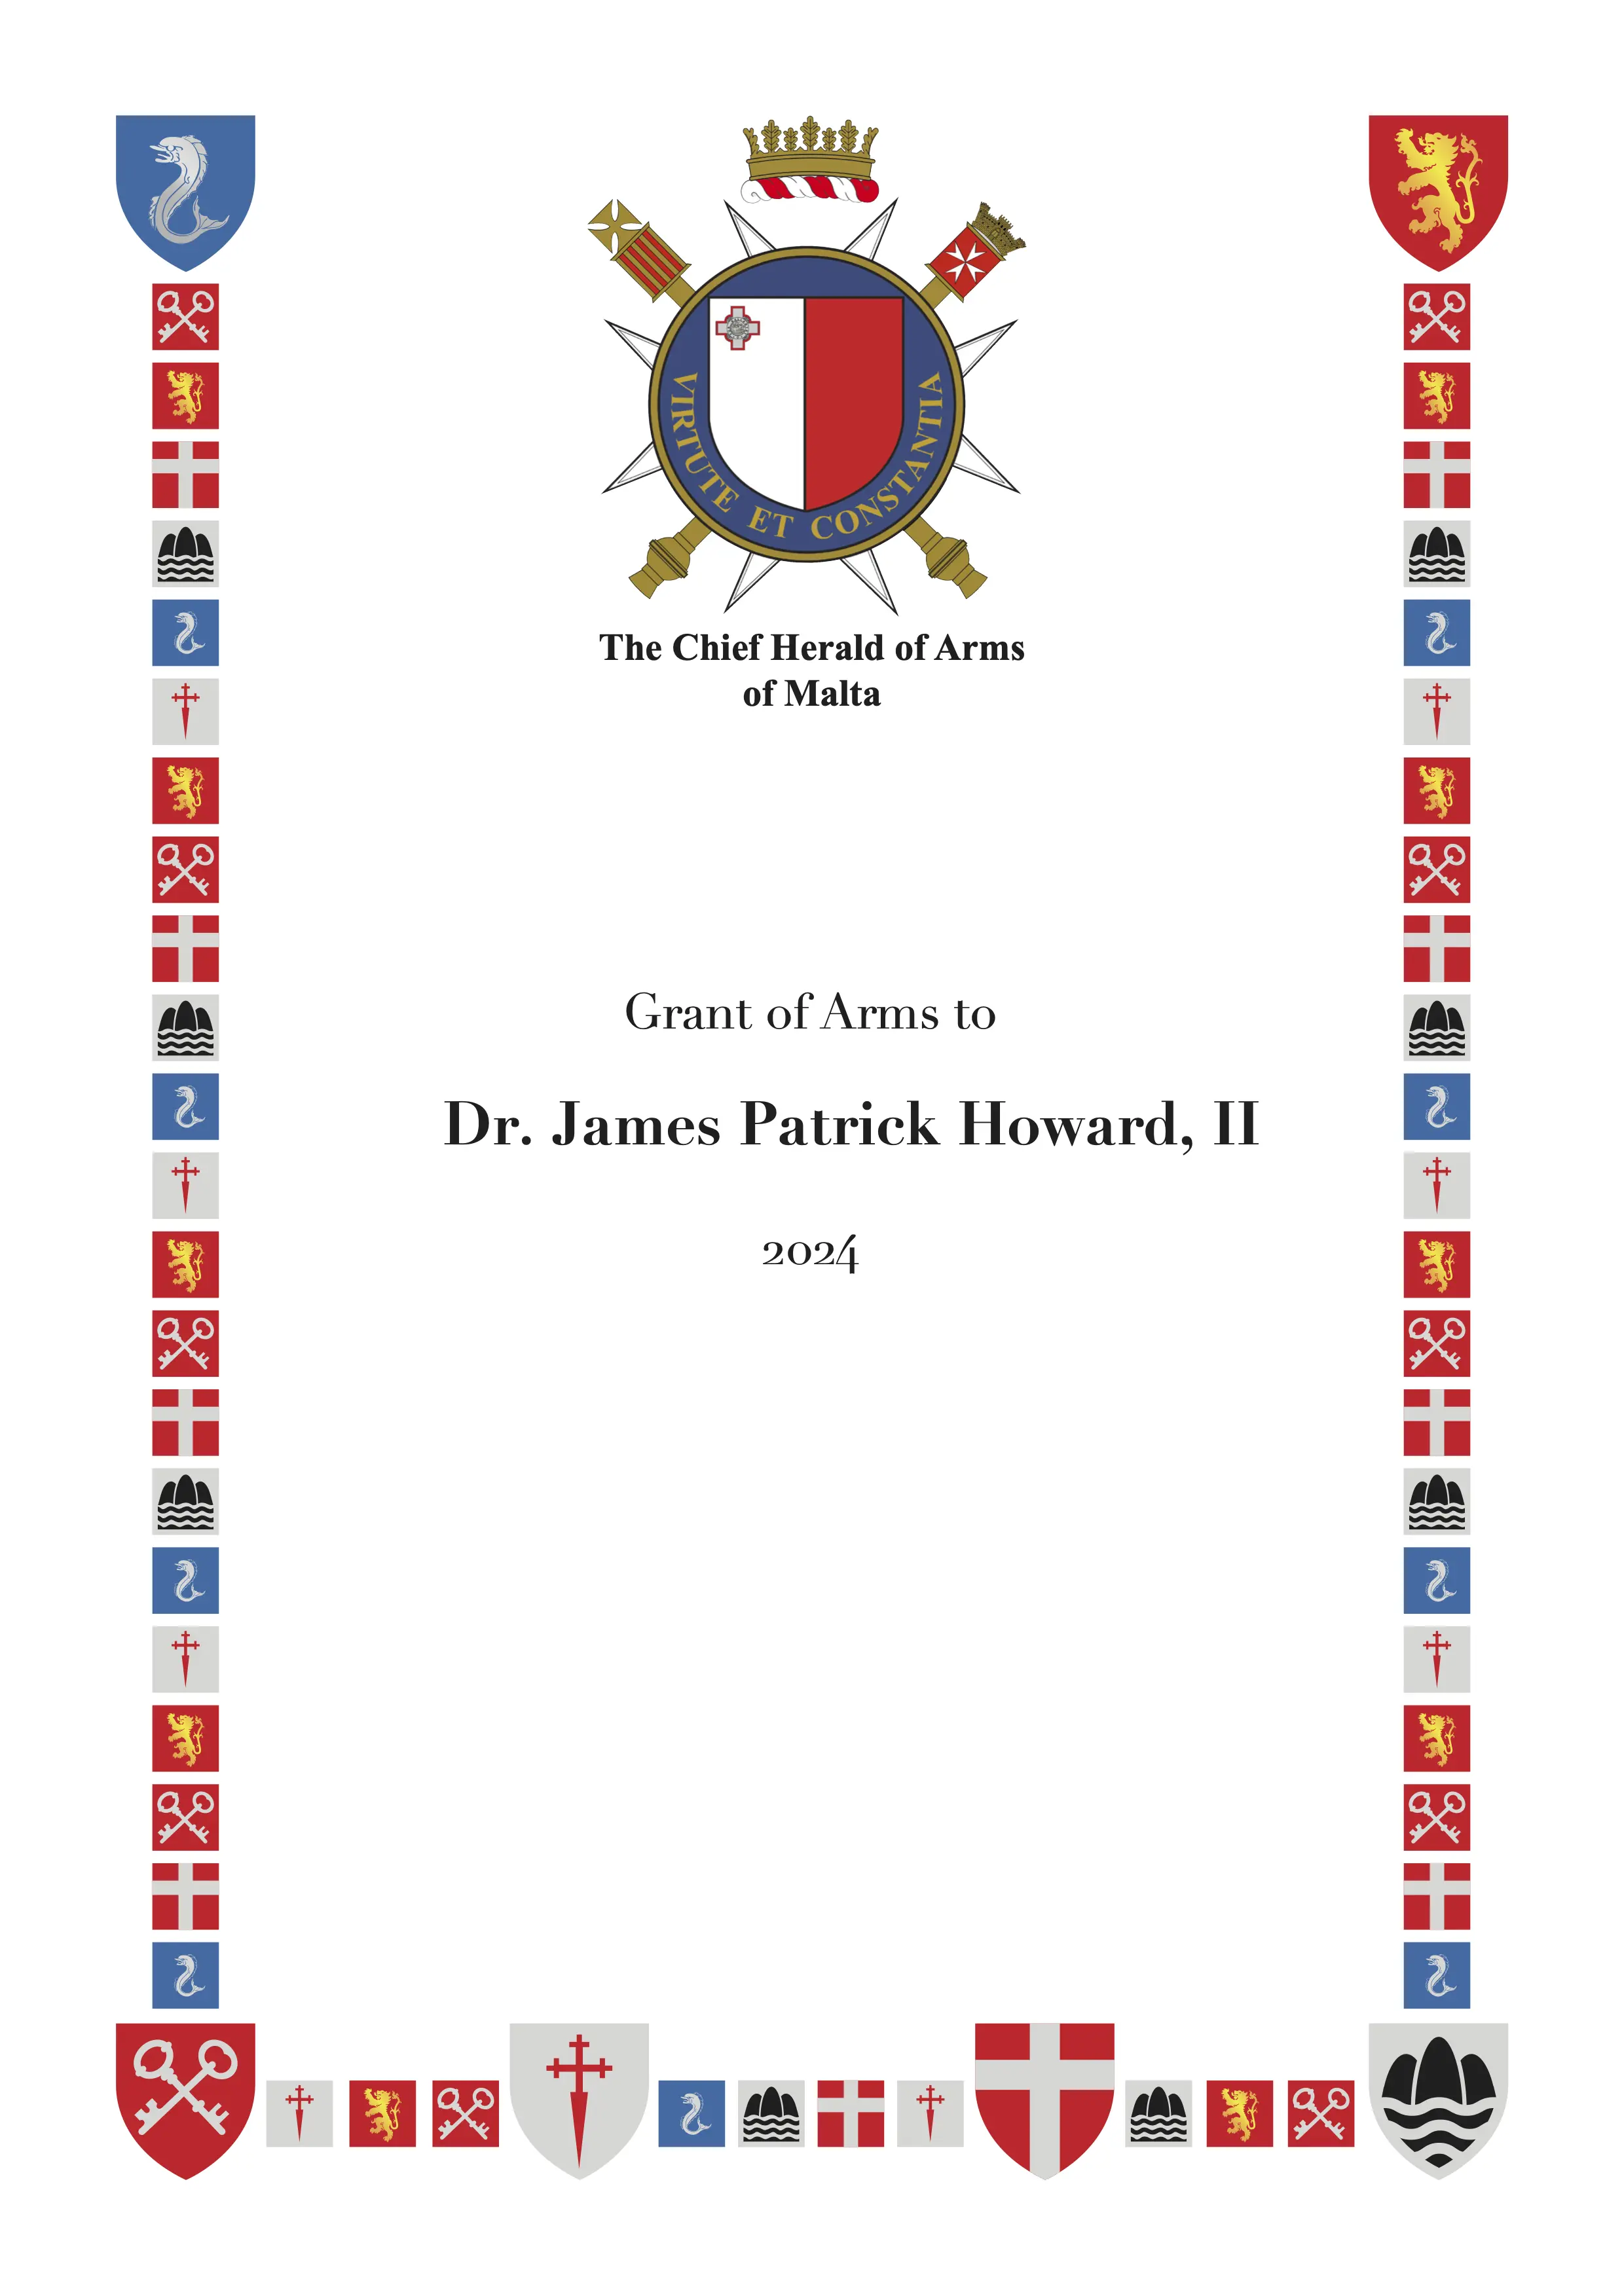 VIRTUTE ET CONSTANTIA
The Chief Herald of Arms
of Malta
Grant of Arms to
Dr. James Patrick Howard, II
2024